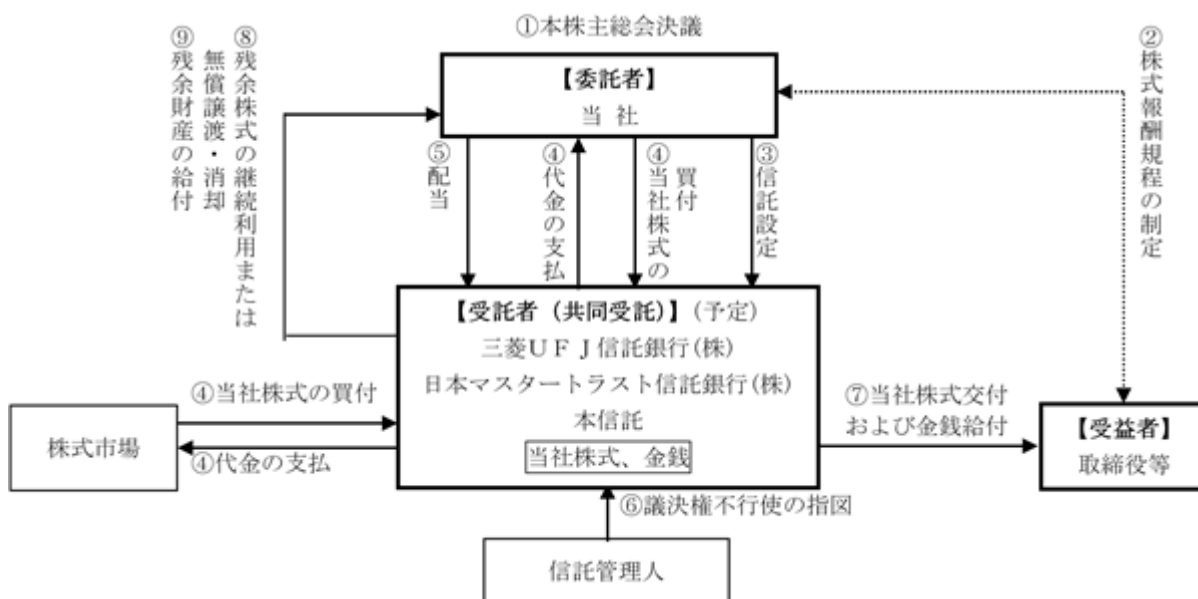 ①本株主総会決議
⑨残余財産の給付
⑧残余株式の継続利用または
無償譲渡・消却
【委託者】
当 社
②株式報酬規程の制定
⑤配当
④代金の支払
④当社株式の
買付
③信託設定
【受託者（共同受託）】(予定)
三菱ＵＦＪ信託銀行(株)
日本マスタートラスト信託銀行(株)
本信託
当社株式、金銭
④当社株式の買付
株式市場
④代金の支払
⑦当社株式交付
および金銭給付
【受益者】
取締役等
⑥議決権不行使の指図
信託管理人